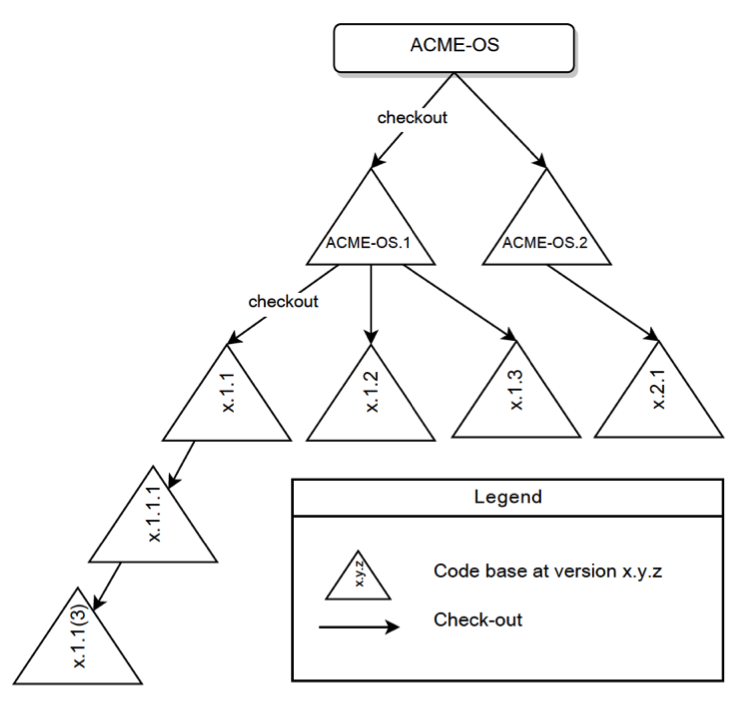 ACME-OS
checkout
ACME-OS.1
ACME-OS.2
checkout
x.1.1
x.1.2
x.1.3
x.2.1
x.1.1.1
x.1.1(3)
Legend
x.y.z
Code base at version x.y.z
Check-out